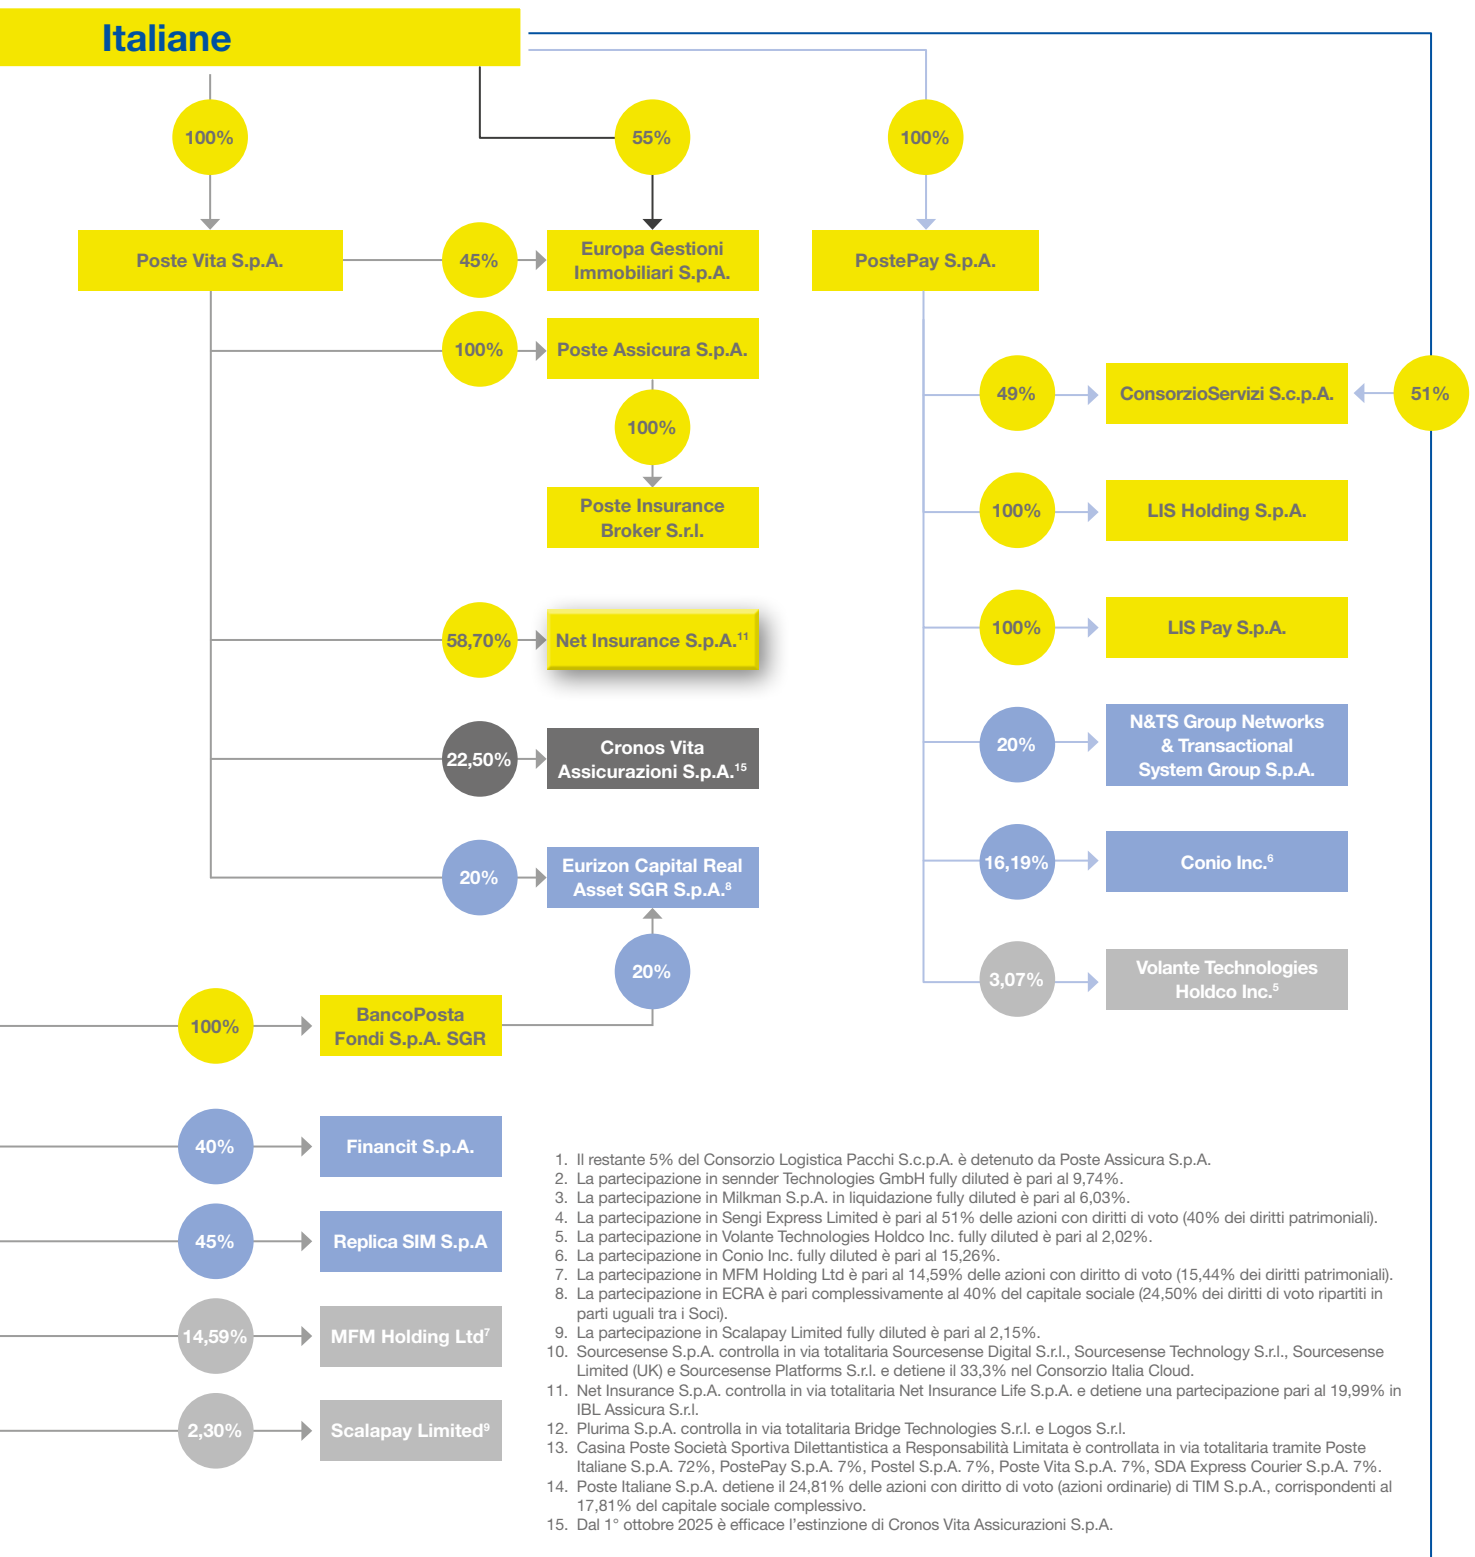 Italiane
100%
55%
100%
Poste Vita S.p.A.
45%
Europa Gestioni
Immobiliari S.p.A.
PostePay S.p.A.
100%
Poste Assicura S.p.A.
49%
ConsorzioServizi S.c.p.A.
51%
100%
Poste Insurance
Broker S.r.l.
100%
LIS Holding S.p.A.
58,70%
Net Insurance S.p.A.¹¹
100%
LIS Pay S.p.A.
22,50%
Cronos Vita
Assicurazioni S.p.A.¹⁵
20%
N&TS Group Networks
& Transactional
System Group S.p.A.
20%
Eurizon Capital Real
Asset SGR S.p.A.⁸
16,19%
Conio Inc.⁶
20%
3,07%
Volante Technologies
Holdco Inc.⁵
100%
BancoPosta
Fondi S.p.A. SGR
40%
Financit S.p.A.
45%
Replica SIM S.p.A
14,59%
MFM Holding Ltd⁷
2,30%
Scalapay Limited⁹
1. Il restante 5% del Consorzio Logistica Pacchi S.c.p.A. è detenuto da Poste Assicura S.p.A.
2. La partecipazione in sennder Technologies GmbH fully diluted è pari al 9,74%.
3. La partecipazione in Milkman S.p.A. in liquidazione fully diluted è pari al 6,03%.
4. La partecipazione in Sengi Express Limited è pari al 51% delle azioni con diritti di voto (40% dei diritti patrimoniali).
5. La partecipazione in Volante Technologies Holdco Inc. fully diluted è pari al 2,02%.
6. La partecipazione in Conio Inc. fully diluted è pari al 15,26%.
7. La partecipazione in MFM Holding Ltd è pari al 14,59% delle azioni con diritto di voto (15,44% dei diritti patrimoniali).
8. La partecipazione in ECRA è pari complessivamente al 40% del capitale sociale (24,50% dei diritti di voto ripartiti in
parti uguali tra i Soci).
9. La partecipazione in Scalapay Limited fully diluted è pari al 2,15%.
10. Sourcesense S.p.A. controlla in via totalitaria Sourcesense Digital S.r.l., Sourcesense Technology S.r.l., Sourcesense
Limited (UK) e Sourcesense Platforms S.r.l. e detiene il 33,3% nel Consorzio Italia Cloud.
11. Net Insurance S.p.A. controlla in via totalitaria Net Insurance Life S.p.A. e detiene una partecipazione pari al 19,99% in
IBL Assicura S.r.l.
12. Plurima S.p.A. controlla in via totalitaria Bridge Technologies S.r.l. e Logos S.r.l.
13. Casina Poste Società Sportiva Dilettantistica a Responsabilità Limitata è controllata in via totalitaria tramite Poste
Italiane S.p.A. 72%, PostePay S.p.A. 7%, Postel S.p.A. 7%, Poste Vita S.p.A. 7%, SDA Express Courier S.p.A. 7%.
14. Poste Italiane S.p.A. detiene il 24,81% delle azioni con diritto di voto (azioni ordinarie) di TIM S.p.A., corrispondenti al
17,81% del capitale sociale complessivo.
15. Dal 1° ottobre 2025 è efficace l'estinzione di Cronos Vita Assicurazioni S.p.A.